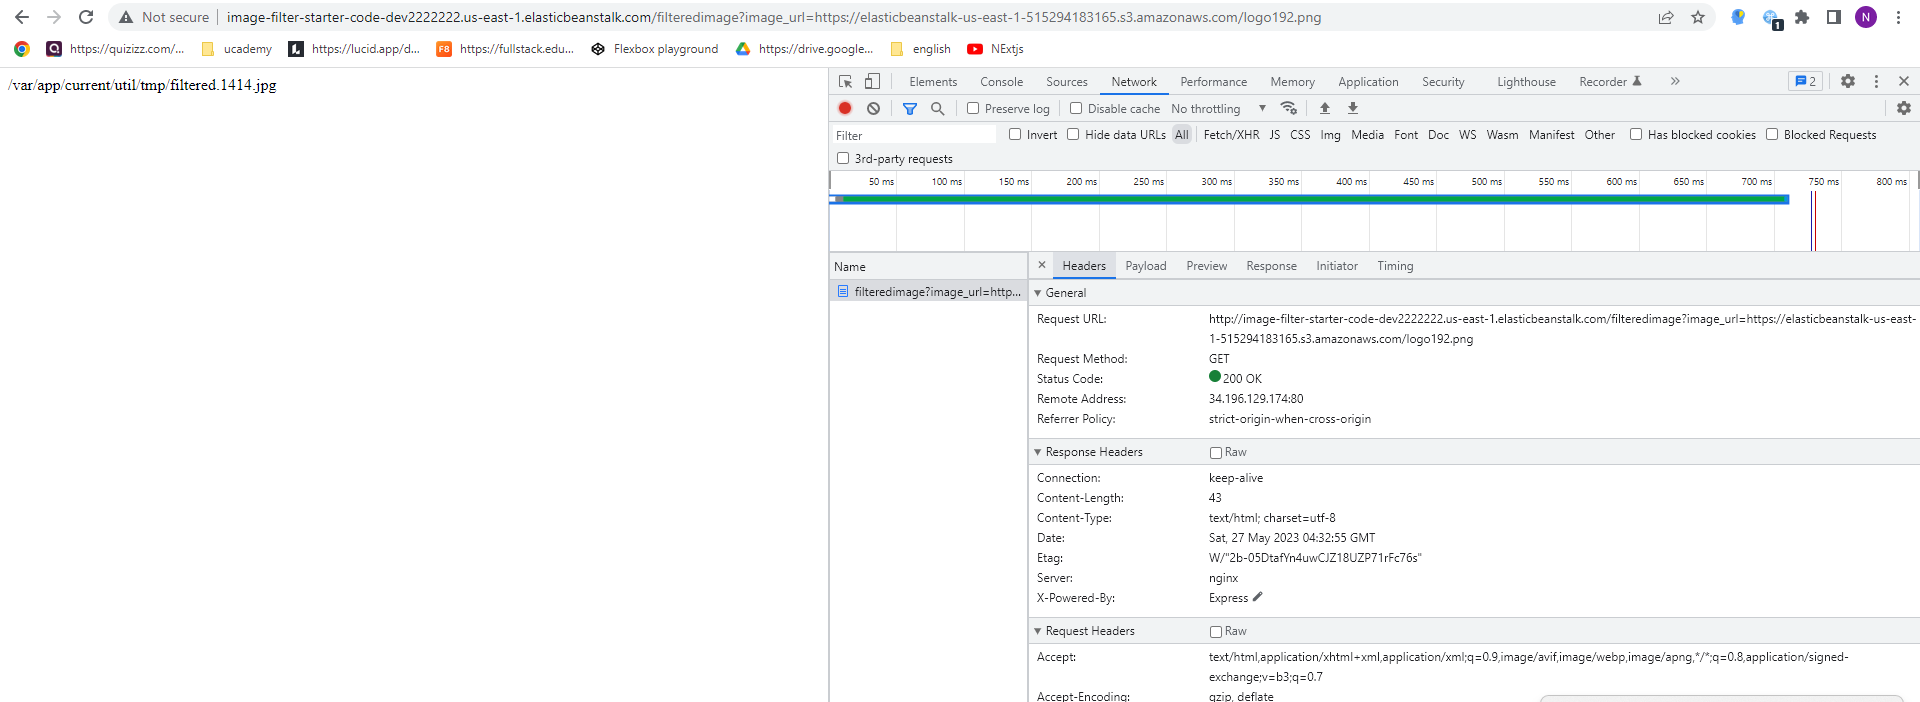 Not secure | image-filter-starter-code-dev2222222.us-east-1.elasticbeanstalk.com/filteredimage?image_url=https://elasticbeanstalk-us-east-1-515294183165.s3.amazonaws.com/logo192.png
1
N
https://quizizz.com/... ucademy https://lucid.app/d... F8 https://fullstack.edu... Flexbox playground https://drive.google... english NExtjs
/var/app/current/util/tmp/filtered.1414.jpg
Elements Console Sources Network Performance Memory Application Security Lighthouse Recorder » 2
Preserve log Disable cache No throttling
Filter Invert Hide data URLs All Fetch/XHR JS CSS Img Media Font Doc WS Wasm Manifest Other Has blocked cookies Blocked Requests
3rd-party requests
50 ms 100 ms 150 ms 200 ms 250 ms 300 ms 350 ms 400 ms 450 ms 500 ms 550 ms 600 ms 650 ms 700 ms 750 ms 800 ms
Name
filteredimage?image_url=http...
× Headers Payload Preview Response Initiator Timing
General
Request URL: http://image-filter-starter-code-dev2222222.us-east-1.elasticbeanstalk.com/filteredimage?image_url=https://elasticbeanstalk-us-east-
1-515294183165.s3.amazonaws.com/logo192.png
Request Method: GET
Status Code: 200 OK
Remote Address: 34.196.129.174:80
Referrer Policy: strict-origin-when-cross-origin
Response Headers Raw
Connection: keep-alive
Content-Length: 43
Content-Type: text/html; charset=utf-8
Date: Sat, 27 May 2023 04:32:55 GMT
Etag: W/"2b-05DtafYn4uwCJZ18UZP71rFc76s"
Server: nginx
X-Powered-By: Express
Request Headers Raw
Accept: text/html,application/xhtml+xml,application/xml;q=0.9,image/avif,image/webp,image/apng,*/*;q=0.8,application/signed-
exchange;v=b3;q=0.7
Accept-Encoding: gzip, deflate